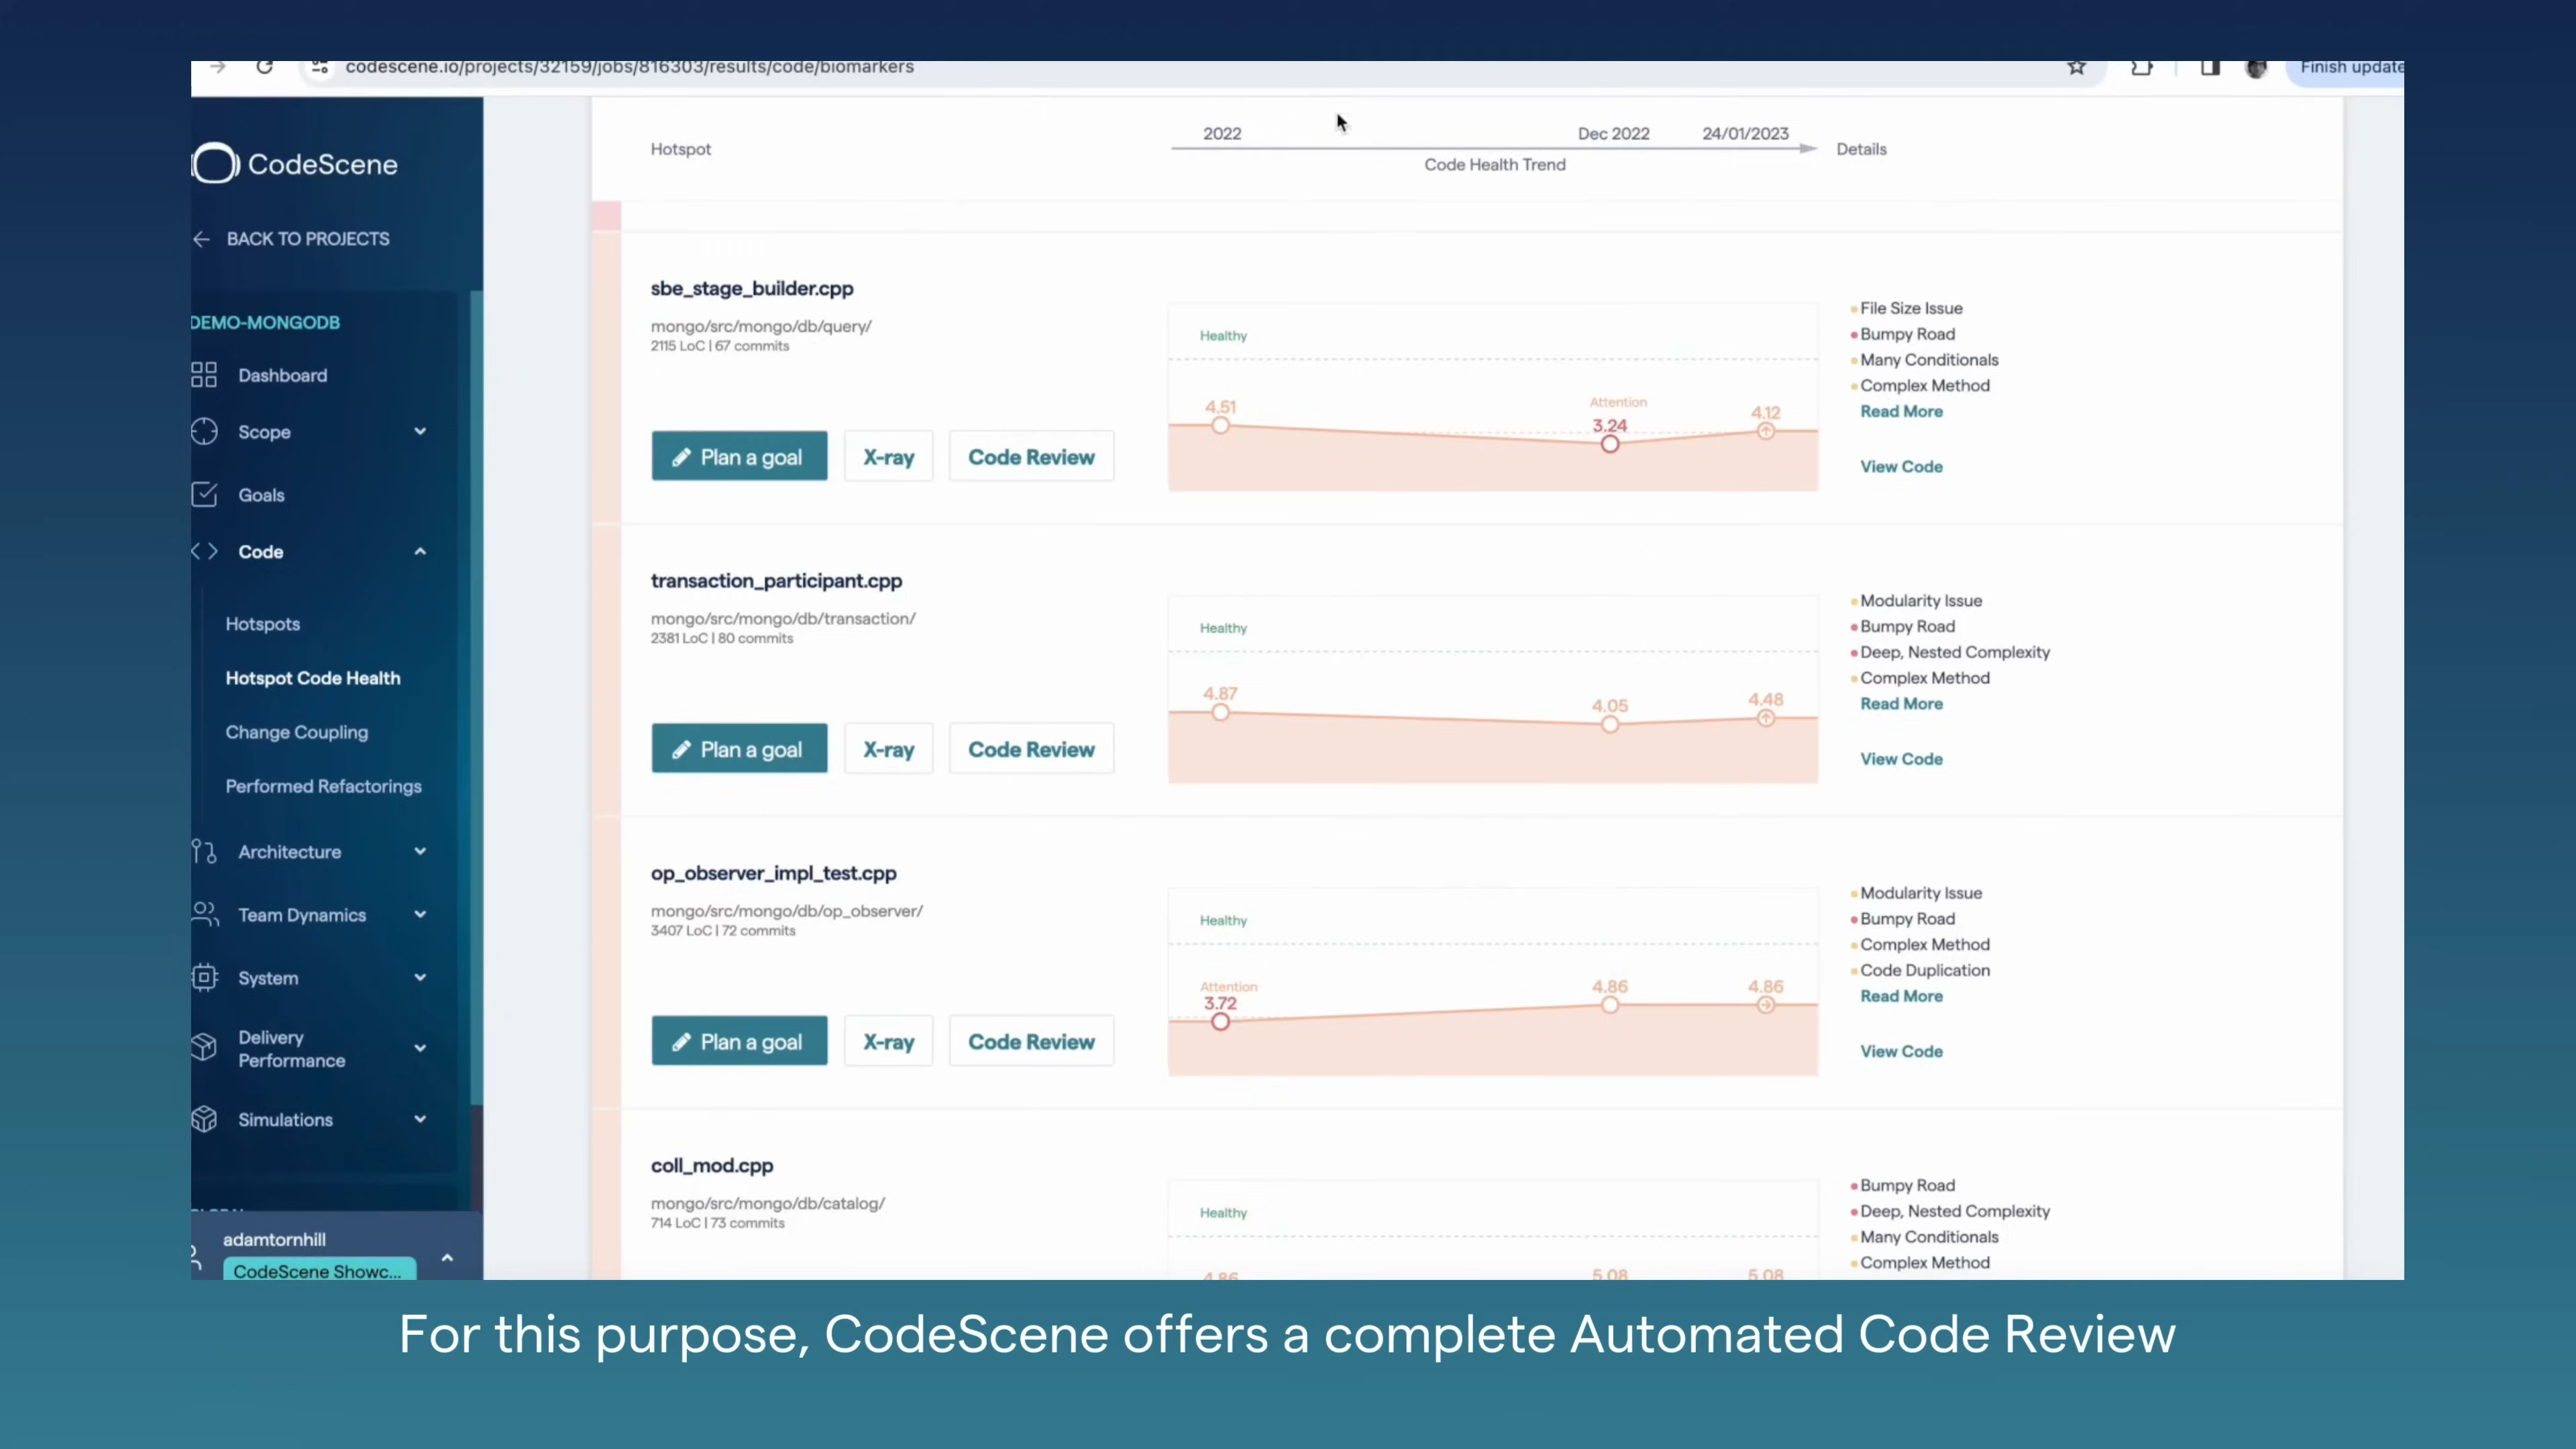 codescene.io/projects/32159/jobs/816303/results/code/biomarkers
Finish update
CodeScene
BACK TO PROJECTS
DEMO-MONGODB
Dashboard
Scope
Goals
Code
Hotspots
Hotspot Code Health
Change Coupling
Performed Refactorings
Architecture
Team Dynamics
System
Delivery
Performance
Simulations
adamtornhill
CodeScene Showc...
Hotspot
2022
Dec 2022
24/01/2023
Code Health Trend
Details
sbe_stage_builder.cpp
mongo/src/mongo/db/query/
2115 LoC | 67 commits
Plan a goal
X-ray
Code Review
Healthy
4.51
Attention
3.24
4.12
File Size Issue
Bumpy Road
Many Conditionals
Complex Method
Read More
View Code
transaction_participant.cpp
mongo/src/mongo/db/transaction/
2381 LoC | 80 commits
Plan a goal
X-ray
Code Review
Healthy
4.87
4.05
4.48
Modularity Issue
Bumpy Road
Deep, Nested Complexity
Complex Method
Read More
View Code
op_observer_impl_test.cpp
mongo/src/mongo/db/op_observer/
3407 LoC | 72 commits
Plan a goal
X-ray
Code Review
Healthy
Attention
3.72
4.86
4.86
Modularity Issue
Bumpy Road
Complex Method
Code Duplication
Read More
View Code
coll_mod.cpp
mongo/src/mongo/db/catalog/
714 LoC | 73 commits
Healthy
4.86
5.08
5.08
Bumpy Road
Deep, Nested Complexity
Many Conditionals
Complex Method
For this purpose, CodeScene offers a complete Automated Code Review